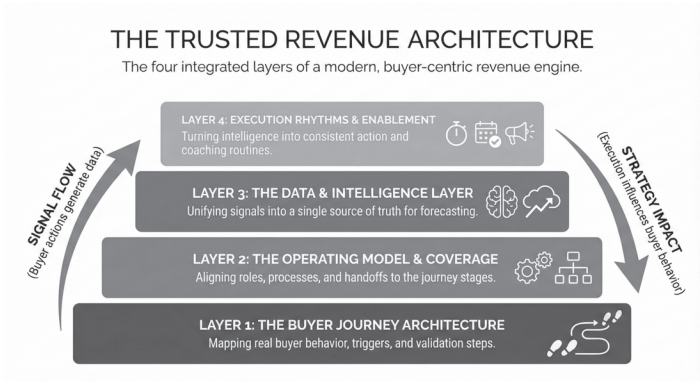 THE TRUSTED REVENUE ARCHITECTURE
The four integrated layers of a modern, buyer-centric revenue engine.
LAYER 4: EXECUTION RHYTHMS & ENABLEMENT
Turning intelligence into consistent action and
coaching routines.
SIGNAL FLOW
(Buyer actions generate data)
STRATEGY IMPACT
(Execution influences buyer behavior)
LAYER 3: THE DATA & INTELLIGENCE LAYER
Unifying signals into a single source of truth for forecasting.
LAYER 2: THE OPERATING MODEL & COVERAGE
Aligning roles, processes, and handoffs to the journey stages.
LAYER 1: THE BUYER JOURNEY ARCHITECTURE
Mapping real buyer behavior, triggers, and validation steps.